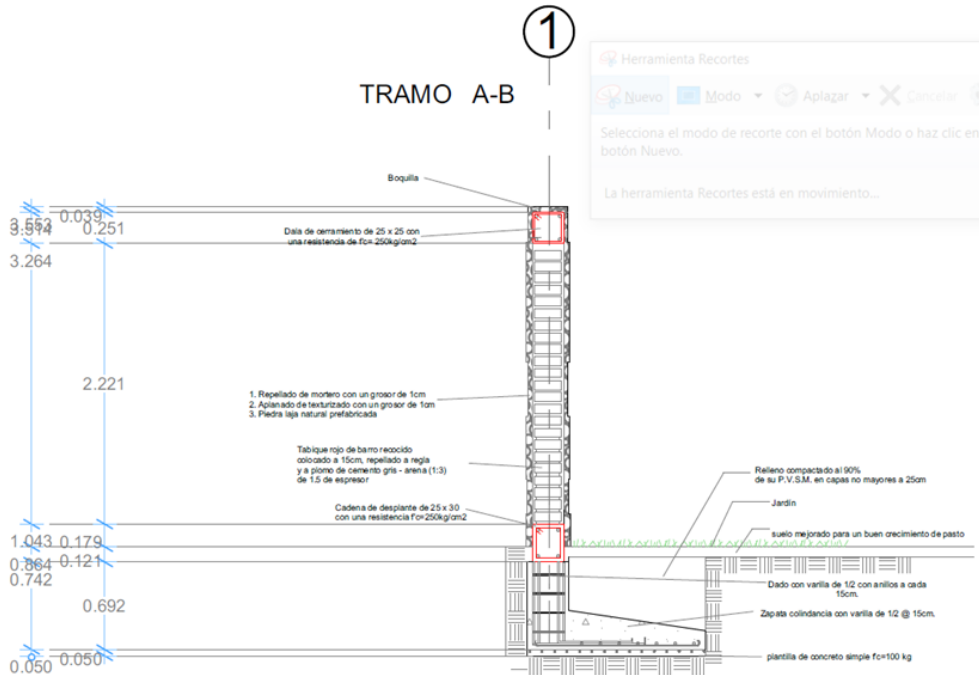 1
TRAMO A-B
Herramienta Recortes
Nuevo
Modo
Aplazar
Cancelar
Selecciona el modo de recorte con el botón Modo o haz clic en
botón Nuevo.
La herramienta Recortes está en movimiento...
Boquilla
Dala de cerramiento de 25 x 25 con
una resistencia de f'c= 250kg/cm2
1. Repellado de mortero con un grosor de 1cm
2. Aplanado de texturizado con un grosor de 1cm
3. Piedra laja natural prefabricada
Tabique rojo de barro recocido
colocado a 15cm, repellado a regla
y a plomo de cemento gris - arena (1:3)
de 1.5 de espresor
Cadena de desplante de 25 x 30
con una resistencia f'c=250kg/cm2
Relleno compactado al 90%
de su P.V.S.M. en capas no mayores a 25cm
Jardín
suelo mejorado para un buen crecimiento de pasto
Dado con varilla de 1/2 con anillos a cada
15cm.
Zapata colindancia con varilla de 1/2 @ 15cm.
plantilla de concreto simple f'c=100 kg
0.039
0.251
3.264
2.221
1.043
0.179
0.864
0.121
0.742
0.692
0.050
0.050